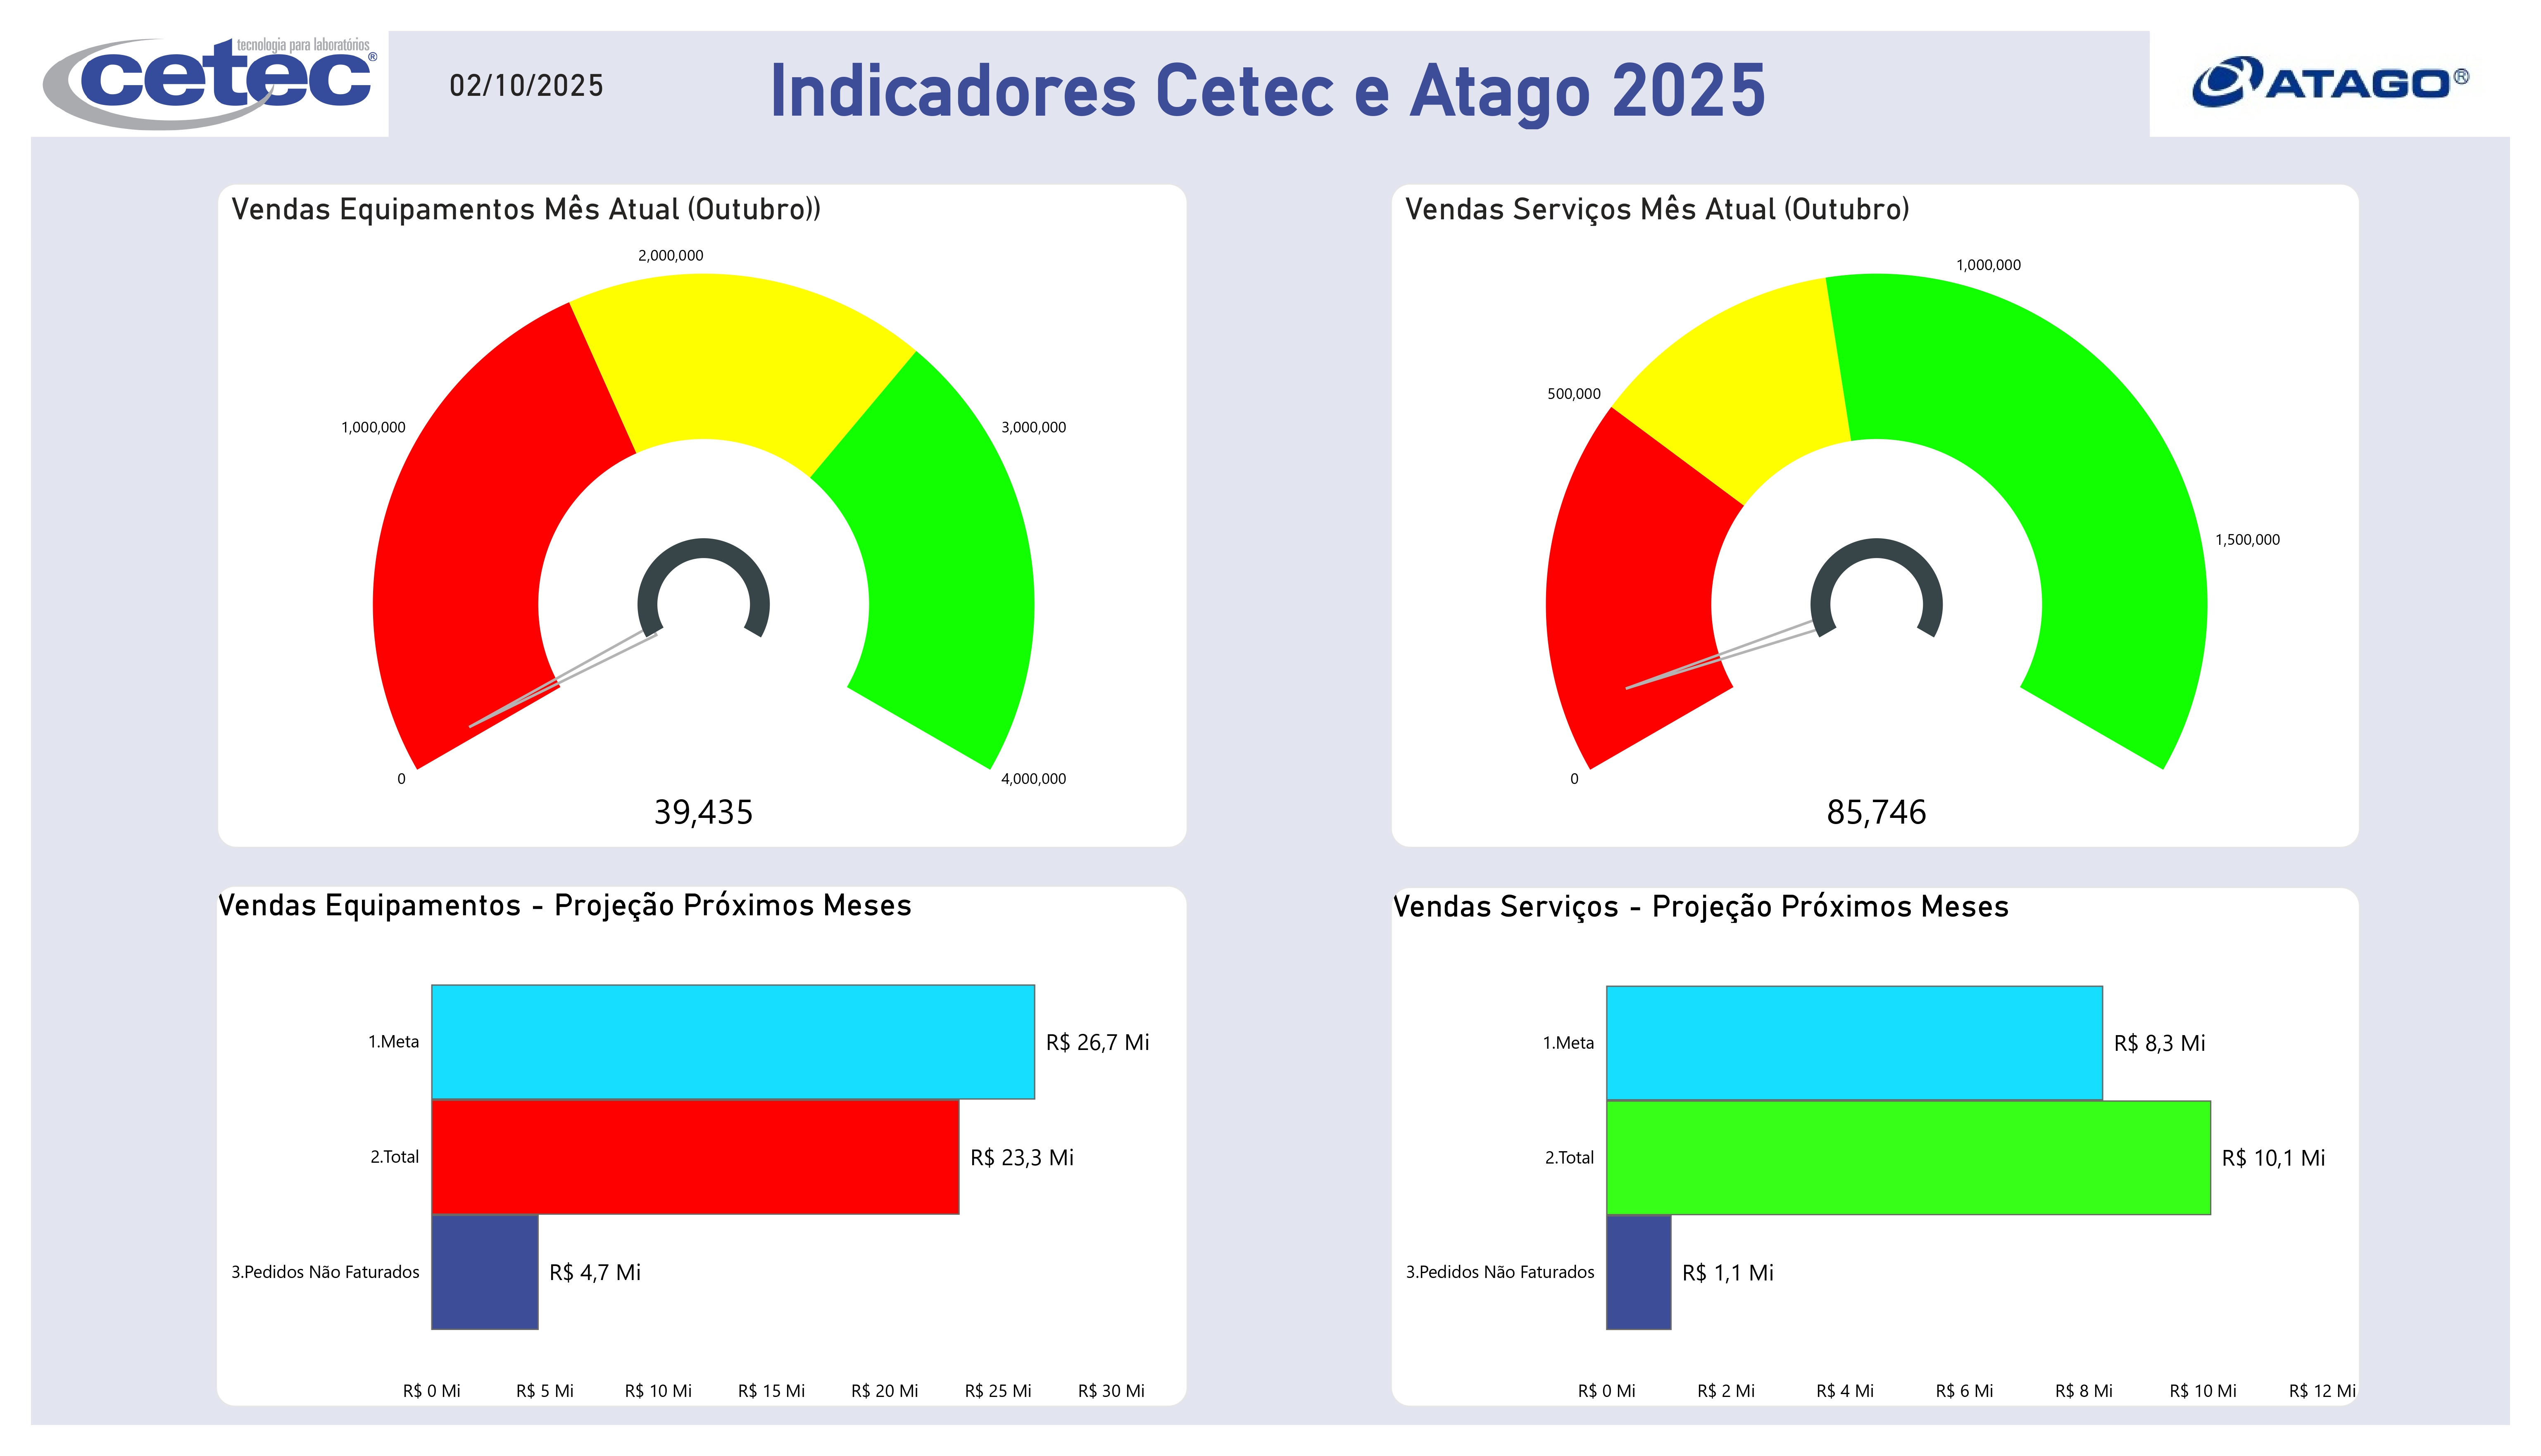 tecnologia para laboratórios
cetec®
02/10/2025
Indicadores Cetec e Atago 2025
ATAGO®
Vendas Equipamentos Mês Atual (Outubro))
2,000,000
1,000,000
3,000,000
0
4,000,000
39,435
Vendas Serviços Mês Atual (Outubro)
1,000,000
500,000
1,500,000
0
85,746
Vendas Equipamentos - Projeção Próximos Meses
1.Meta
R$ 26,7 Mi
2.Total
R$ 23,3 Mi
3.Pedidos Não Faturados
R$ 4,7 Mi
R$ 0 Mi R$ 5 Mi R$ 10 Mi R$ 15 Mi R$ 20 Mi R$ 25 Mi R$ 30 Mi
Vendas Serviços - Projeção Próximos Meses
1.Meta
R$ 8,3 Mi
2.Total
R$ 10,1 Mi
3.Pedidos Não Faturados
R$ 1,1 Mi
R$ 0 Mi R$ 2 Mi R$ 4 Mi R$ 6 Mi R$ 8 Mi R$ 10 Mi R$ 12 Mi